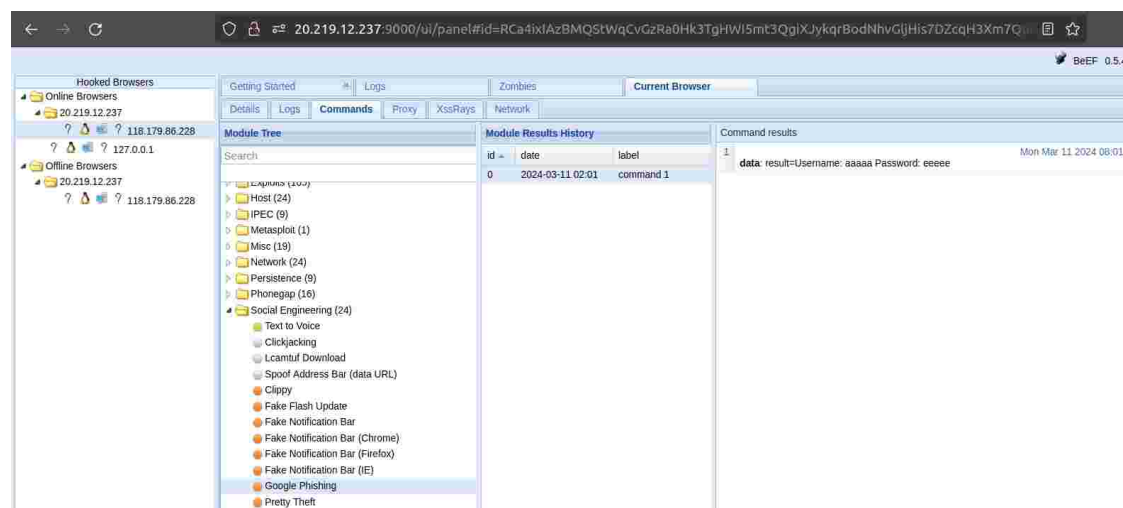 20.219.12.237:9000/ui/panel#id=
BeEF 0.5.4
Hooked Browsers
Online Browsers
20.219.12.237
? ? 118.179.86.228
? ? 127.0.0.1
Offline Browsers
20.219.12.237
? ? 118.179.86.228
Getting Started Logs Zombies Current Browser
Details Logs Commands Proxy XssRays Network
Module Tree
Search
Host (24)
IPEC (9)
Metasploit (1)
Misc (19)
Network (24)
Persistence (9)
Phonegap (16)
Social Engineering (24)
Text to Voice
Clickjacking
Lcamtuf Download
Spoof Address Bar (data URL)
Clippy
Fake Flash Update
Fake Notification Bar
Fake Notification Bar (Chrome)
Fake Notification Bar (Firefox)
Fake Notification Bar (IE)
Google Phishing
Pretty Theft
Module Results History
id date label
0 2024-03-11 02:01 command 1
Command results
1 Mon Mar 11 2024 08:01
data: result=Username: aaaaa Password: eeeee